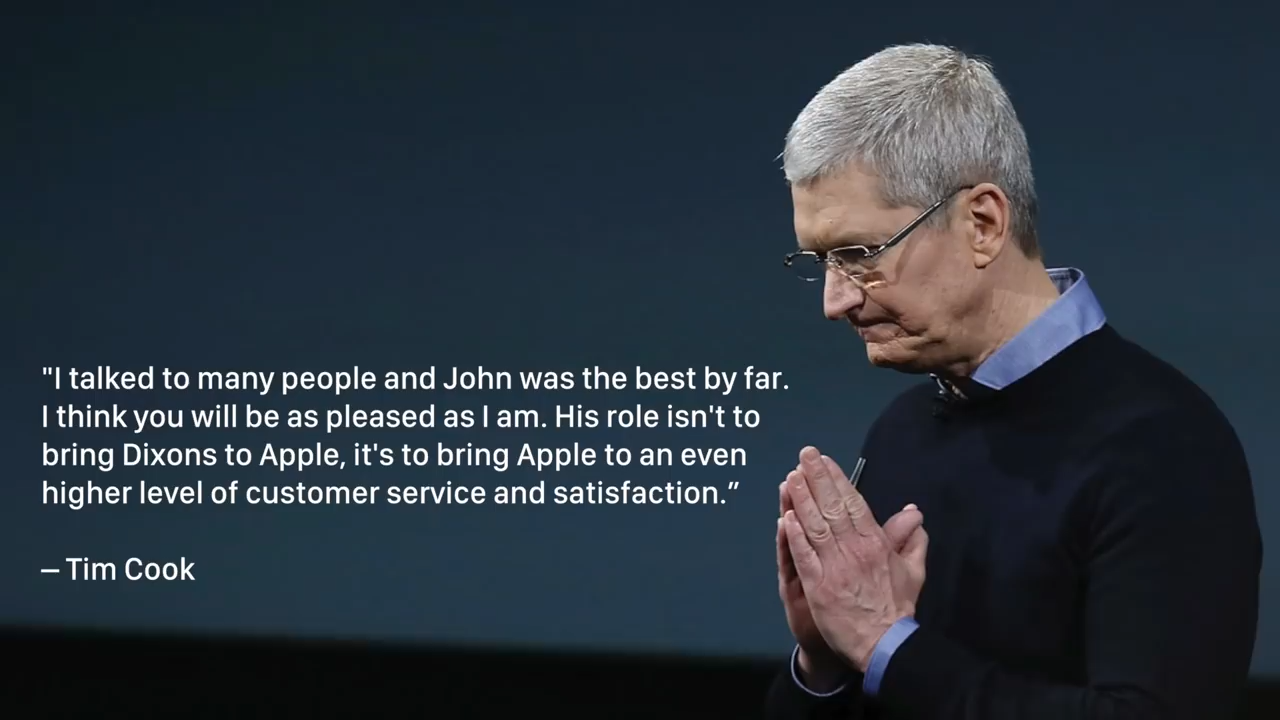 "I talked to many people and John was the best by far.
I think you will be as pleased as I am. His role isn't to
bring Dixons to Apple, it's to bring Apple to an even
higher level of customer service and satisfaction.”
– Tim Cook